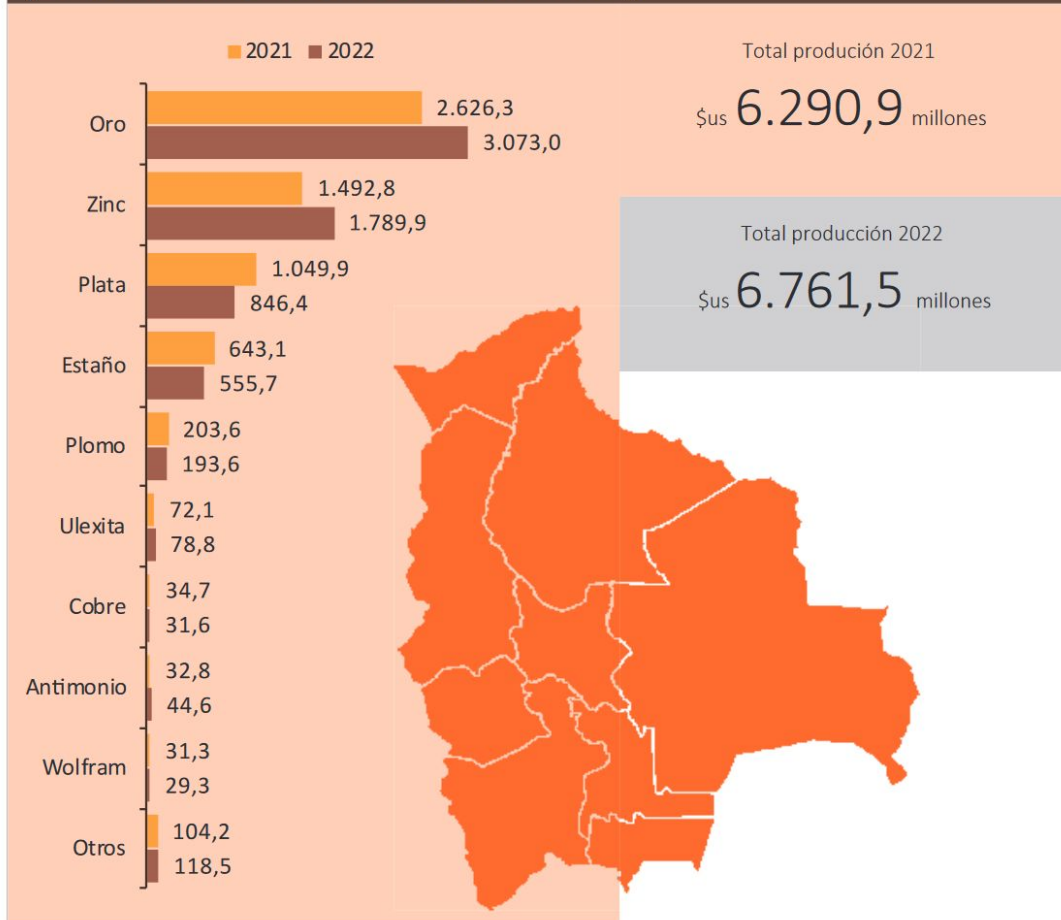 2021 2022
Total produción 2021
$us 6.290,9 millones
Total producción 2022
$us 6.761,5 millones
Oro
2.626,3
3.073,0
Zinc
1.492,8
1.789,9
Plata
1.049,9
846,4
Estaño
643,1
555,7
Plomo
203,6
193,6
Ulexita
72,1
78,8
Cobre
34,7
31,6
Antimonio
32,8
44,6
Wolfram
31,3
29,3
Otros
104,2
118,5